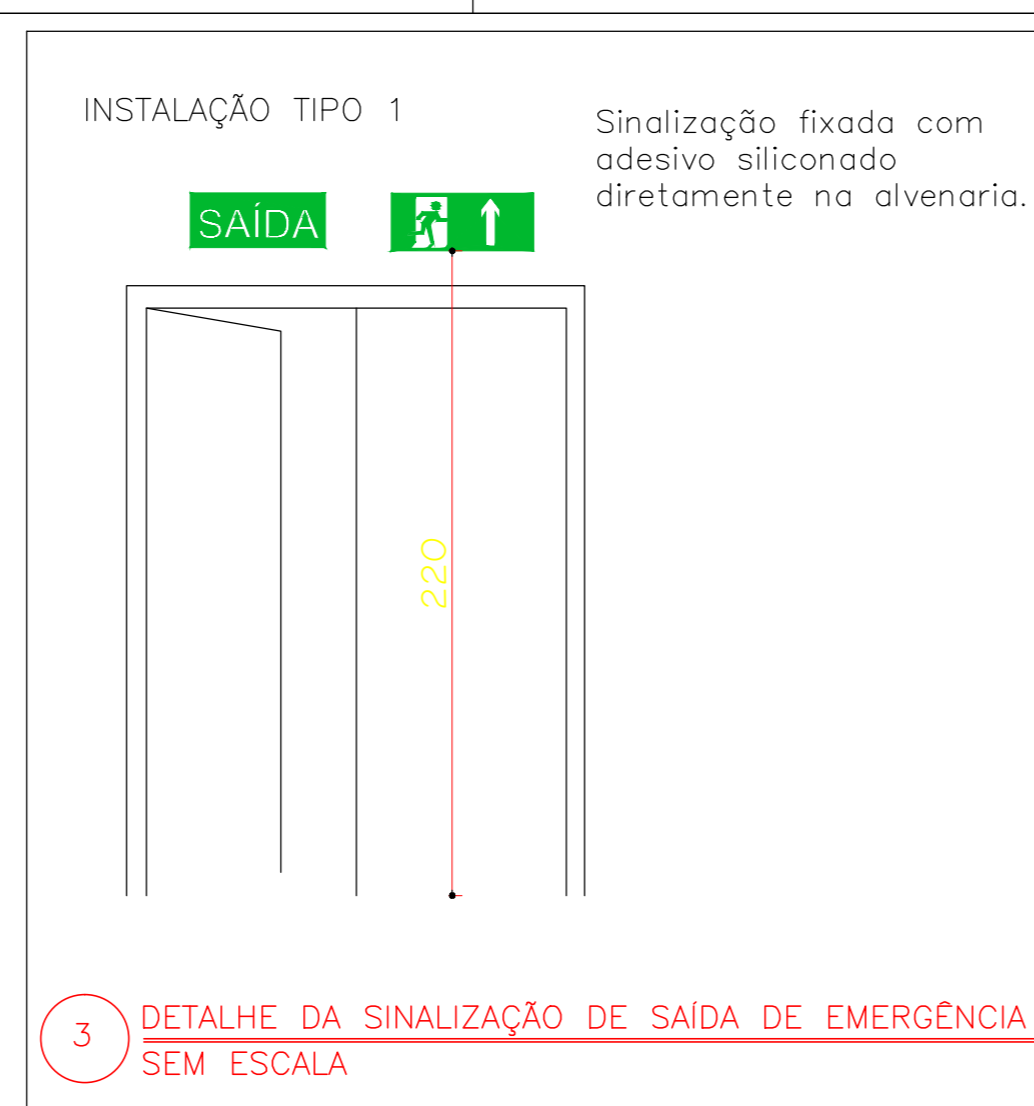 INSTALAÇÃO TIPO 1
Sinalização fixada com
adesivo siliconado
diretamente na alvenaria.
SAÍDA
220
3
DETALHE DA SINALIZAÇÃO DE SAÍDA DE EMERGÊNCIA
SEM ESCALA